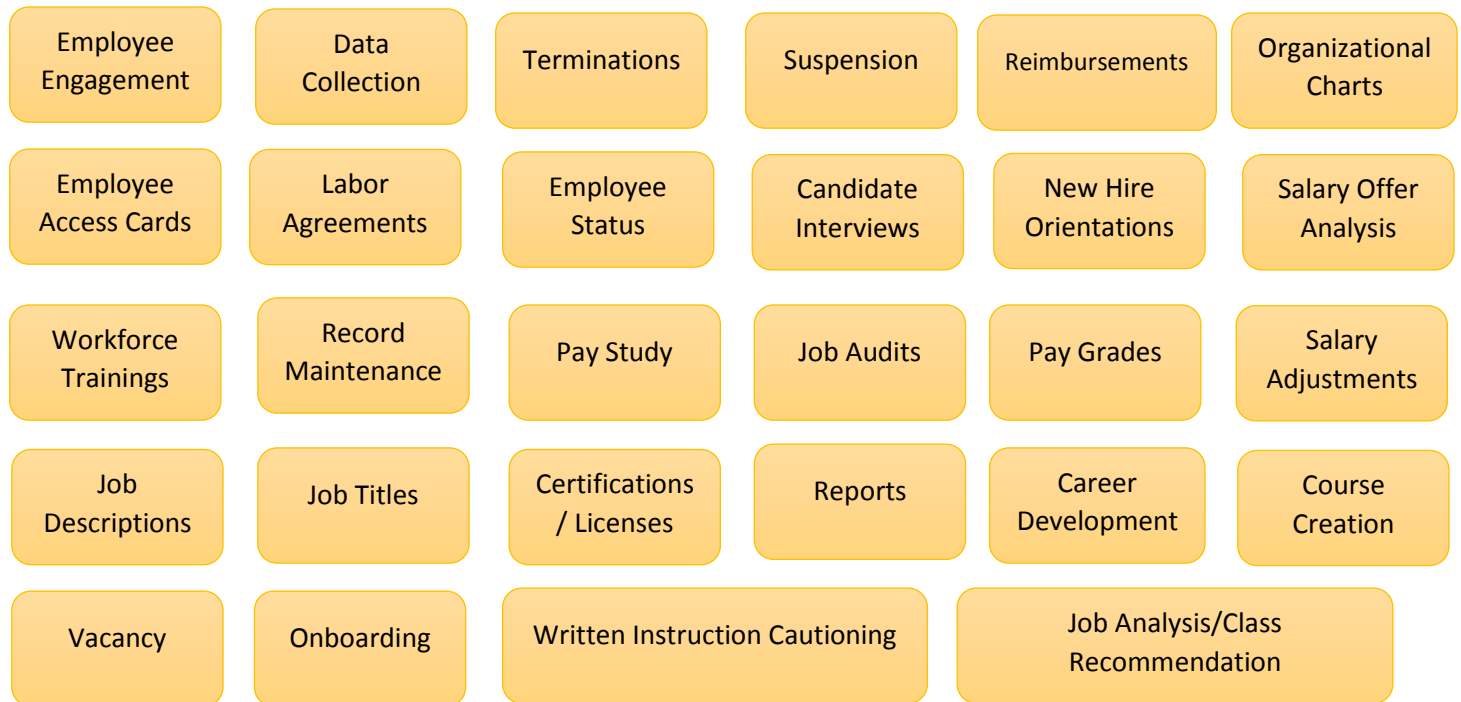 Employee
Engagement
Data
Collection
Terminations
Suspension
Reimbursements
Organizational
Charts
Employee
Access Cards
Labor
Agreements
Employee
Status
Candidate
Interviews
New Hire
Orientations
Salary Offer
Analysis
Workforce
Trainings
Record
Maintenance
Pay Study
Job Audits
Pay Grades
Salary
Adjustments
Job
Descriptions
Job Titles
Certifications
/ Licenses
Reports
Career
Development
Course
Creation
Vacancy
Onboarding
Written Instruction Cautioning
Job Analysis/Class
Recommendation